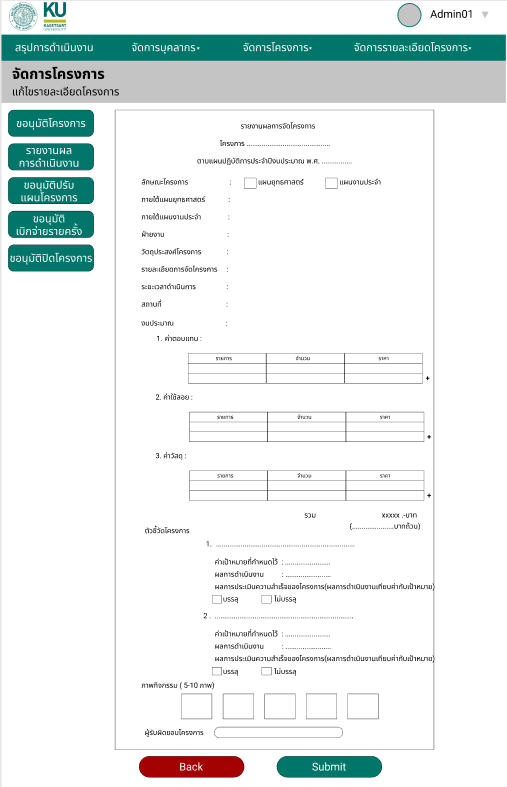 KU
KASETSART
UNIVERSITY
Admin01
สรุปการดำเนินงาน จัดการบุคลากร จัดการโครงการ จัดการรายละเอียดโครงการ
จัดการโครงการ
แก้ไขรายละเอียดโครงการ
ขอนุมัติโครงการ
รายงานผล
การดำเนินงาน
ขอนุมัติปรับ
แผนโครงการ
ขอนุมัติ
เบิกจ่ายรายครั้ง
ขอนุมัติปิดโครงการ
รายงานผลการจัดโครงการ
โครงการ ........................................
ตามแผนปฏิบัติการประจำปีงบประมาณ พ.ศ. ..............
ลักษณะโครงการ : แผนยุทธศาสตร์ แผนงานประจำ
ภายใต้แผนยุทธศาสตร์ :
ภายใต้แผนงานประจำ :
ฝ่ายงาน :
วัตถุประสงค์โครงการ :
รายละเอียดการจัดโครงการ :
ระยะเวลาดำเนินการ :
สถานที่ :
งบประมาณ :
1. ค่าตอบแทน :
รายการ จำนวน ราคา
+
2. ค่าใช้สอย :
รายการ จำนวน ราคา
+
3. ค่าวัสดุ :
รายการ จำนวน ราคา
+
รวม xxxxx .-บาท
(....................บาทถ้วน)
ตัวชี้วัดโครงการ
1. ..................................................................
ค่าเป้าหมายที่กำหนดไว้ : ......................
ผลการดำเนินงาน : ......................
ผลการประเมินความสำเร็จของโครงการ(ผลการดำเนินงานเทียบค่ากับเป้าหมาย)
บรรลุ ไม่บรรลุ
2 . ..................................................................
ค่าเป้าหมายที่กำหนดไว้ : ......................
ผลการดำเนินงาน : ......................
ผลการประเมินความสำเร็จของโครงการ(ผลการดำเนินงานเทียบค่ากับเป้าหมาย)
บรรลุ ไม่บรรลุ
ภาพกิจกรรม ( 5-10 ภาพ)
ผู้รับผิดชอบโครงการ
Back Submit